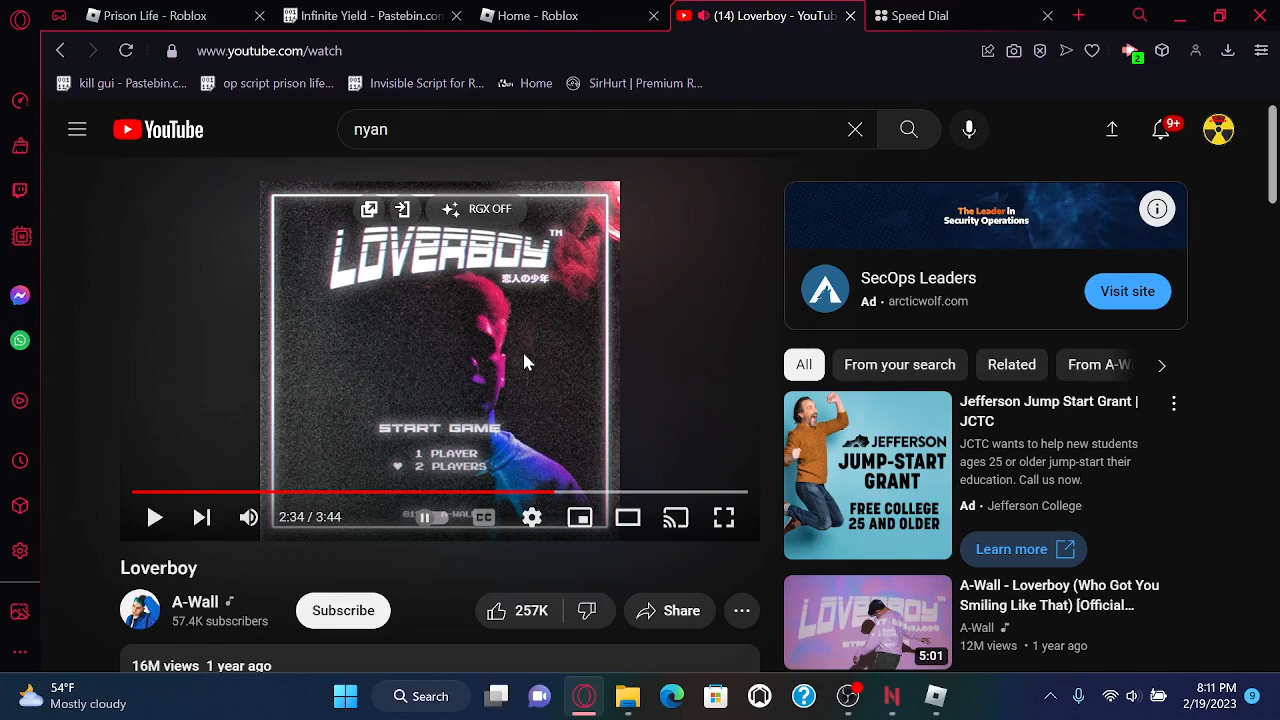 Prison Life - Roblox
Infinite Yield - Pastebin.con
Home - Roblox
(14) Loverboy - YouTub
Speed Dial
www.youtube.com/watch
2
kill gui - Pastebin.c...
op script prison life...
Invisible Script for R...
Home
SirHurt | Premium R...
YouTube
nyan
9+
RGX OFF
LOVERBOY™
恋人の少年
START GAME
1 PLAYER
♥ 2 PLAYERS
2:34 / 3:44
CC
Loverboy
A-Wall
57.4K subscribers
Subscribe
257K
Share
16M views 1 year ago
The Leader in
Security Operations
SecOps Leaders
Ad • arcticwolf.com
Visit site
All
From your search
Related
From A-W
JEFFERSON
JUMP-START
GRANT
FREE COLLEGE
25 AND OLDER
Jefferson Jump Start Grant |
JCTC
JCTC wants to help new students
ages 25 or older jump-start their
education. Call us now.
Ad • Jefferson College
Learn more
LOVERBOY
5:01
A-Wall - Loverboy (Who Got You
Smiling Like That) [Official...
A-Wall
12M views • 1 year ago
54°F
Mostly cloudy
Search
8:11 PM
2/19/2023
9